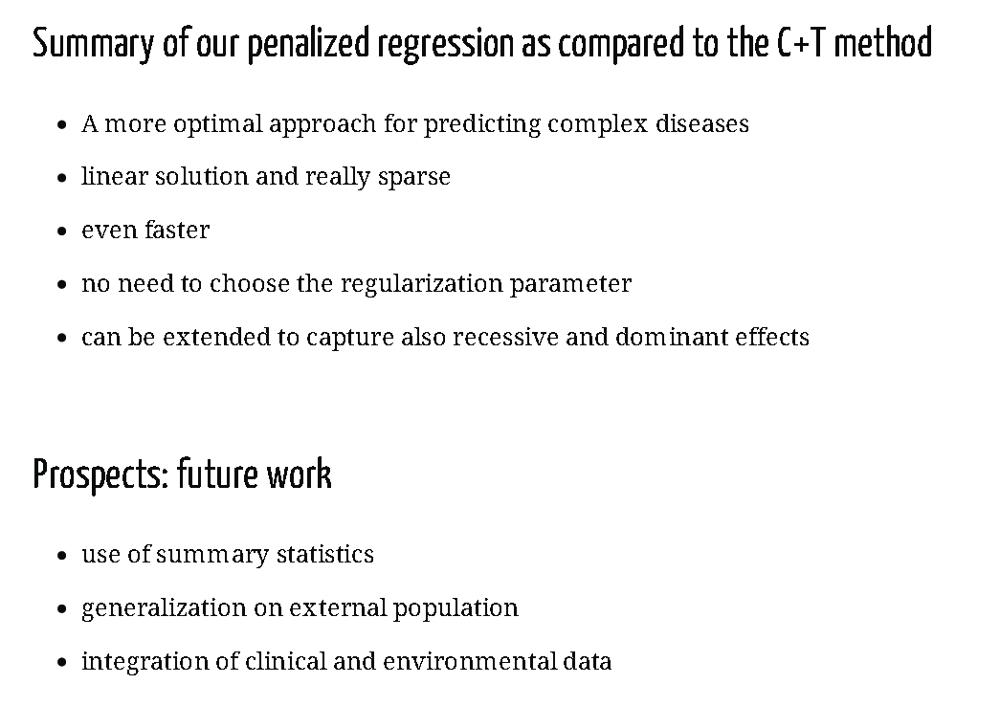 Summary of our penalized regression as compared to the C+T method
• A more optimal approach for predicting complex diseases
• linear solution and really sparse
• even faster
• no need to choose the regularization parameter
• can be extended to capture also recessive and dominant effects
Prospects: future work
• use of summary statistics
• generalization on external population
• integration of clinical and environmental data